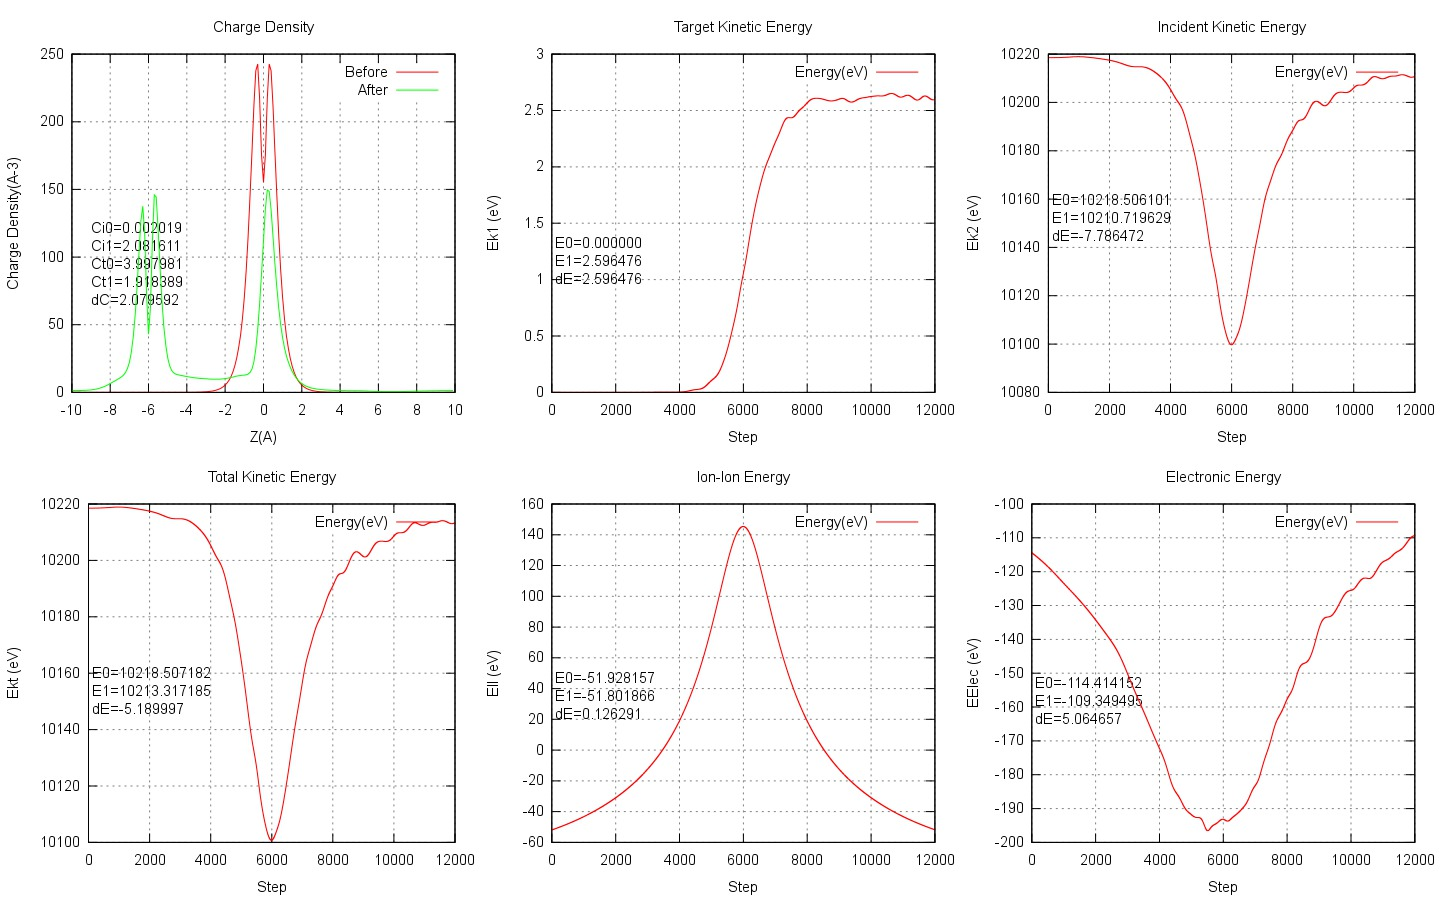 Charge Density
250
200
150
100
50
0
-10 -8 -6 -4 -2 0 2 4 6 8 10
Charge Density(A-3)
Z(A)
Before
After
Ci0=0.002019
Ci1=2.081611
Ct0=3.997981
Ct1=1.918389
dC=2.079592
Target Kinetic Energy
3
2.5
2
1.5
1
0.5
0
0 2000 4000 6000 8000 10000 12000
Ek1 (eV)
Step
Energy(eV)
E0=0.000000
E1=2.596476
dE=2.596476
Incident Kinetic Energy
10220
10200
10180
10160
10140
10120
10100
10080
0 2000 4000 6000 8000 10000 12000
Ek2 (eV)
Step
Energy(eV)
E0=10218.506101
E1=10210.719629
dE=-7.786472
Total Kinetic Energy
10220
10200
10180
10160
10140
10120
10100
0 2000 4000 6000 8000 10000 12000
Ekt (eV)
Step
Energy(eV)
E0=10218.507182
E1=10213.317185
dE=-5.189997
Ion-Ion Energy
160
140
120
100
80
60
40
20
0
-20
-40
-60
0 2000 4000 6000 8000 10000 12000
EII (eV)
Step
Energy(eV)
E0=-51.928157
E1=-51.801866
dE=0.126291
Electronic Energy
-100
-110
-120
-130
-140
-150
-160
-170
-180
-190
-200
0 2000 4000 6000 8000 10000 12000
EElec (eV)
Step
Energy(eV)
E0=-114.414152
E1=-109.349495
dE=5.064657